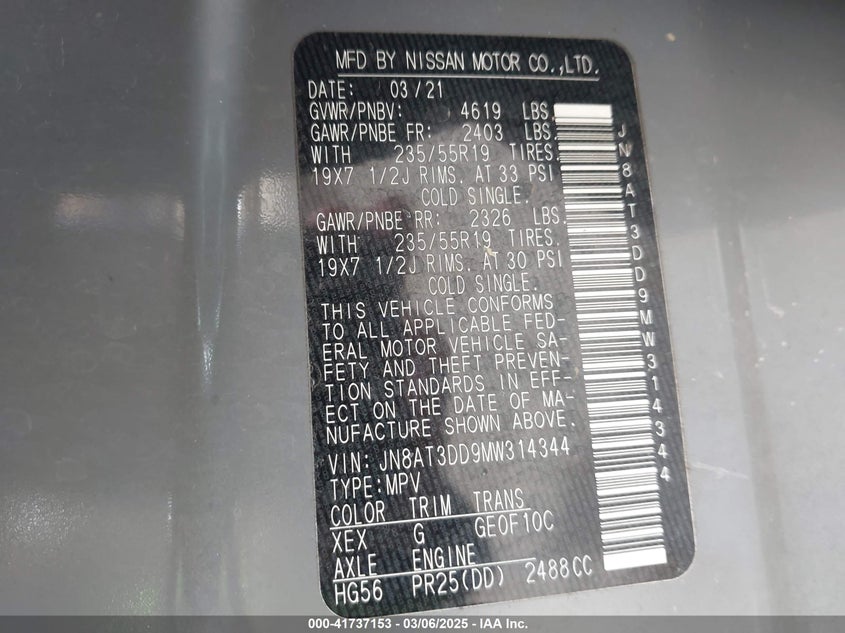 MFD BY NISSAN MOTOR CO.,LTD.
DATE: 03/21
GVWR/PNBV: 4619 LBS
GAWR/PNBE FR: 2403 LBS.
WITH 235/55R19 TIRES.
19X7 1/2J RIMS. AT 33 PSI
COLD SINGLE.
GAWR/PNBE RR: 2326 LBS.
WITH 235/55R19 TIRES.
19X7 1/2J RIMS. AT 30 PSI
COLD SINGLE.
THIS VEHICLE CONFORMS
TO ALL APPLICABLE FED-
ERAL MOTOR VEHICLE SA-
FETY AND THEFT PREVEN-
TION STANDARDS IN EFF-
ECT ON THE DATE OF MA-
NUFACTURE SHOWN ABOVE.
VIN: JN8AT3DD9MW314344
TYPE:MPV
COLOR TRIM TRANS
XEX G GE0F10C
AXLE ENGINE
HG56 PR25(DD) 2488CC
JN8AT3DD9MW314344
000-41737153 - 03/06/2025 - IAA Inc.